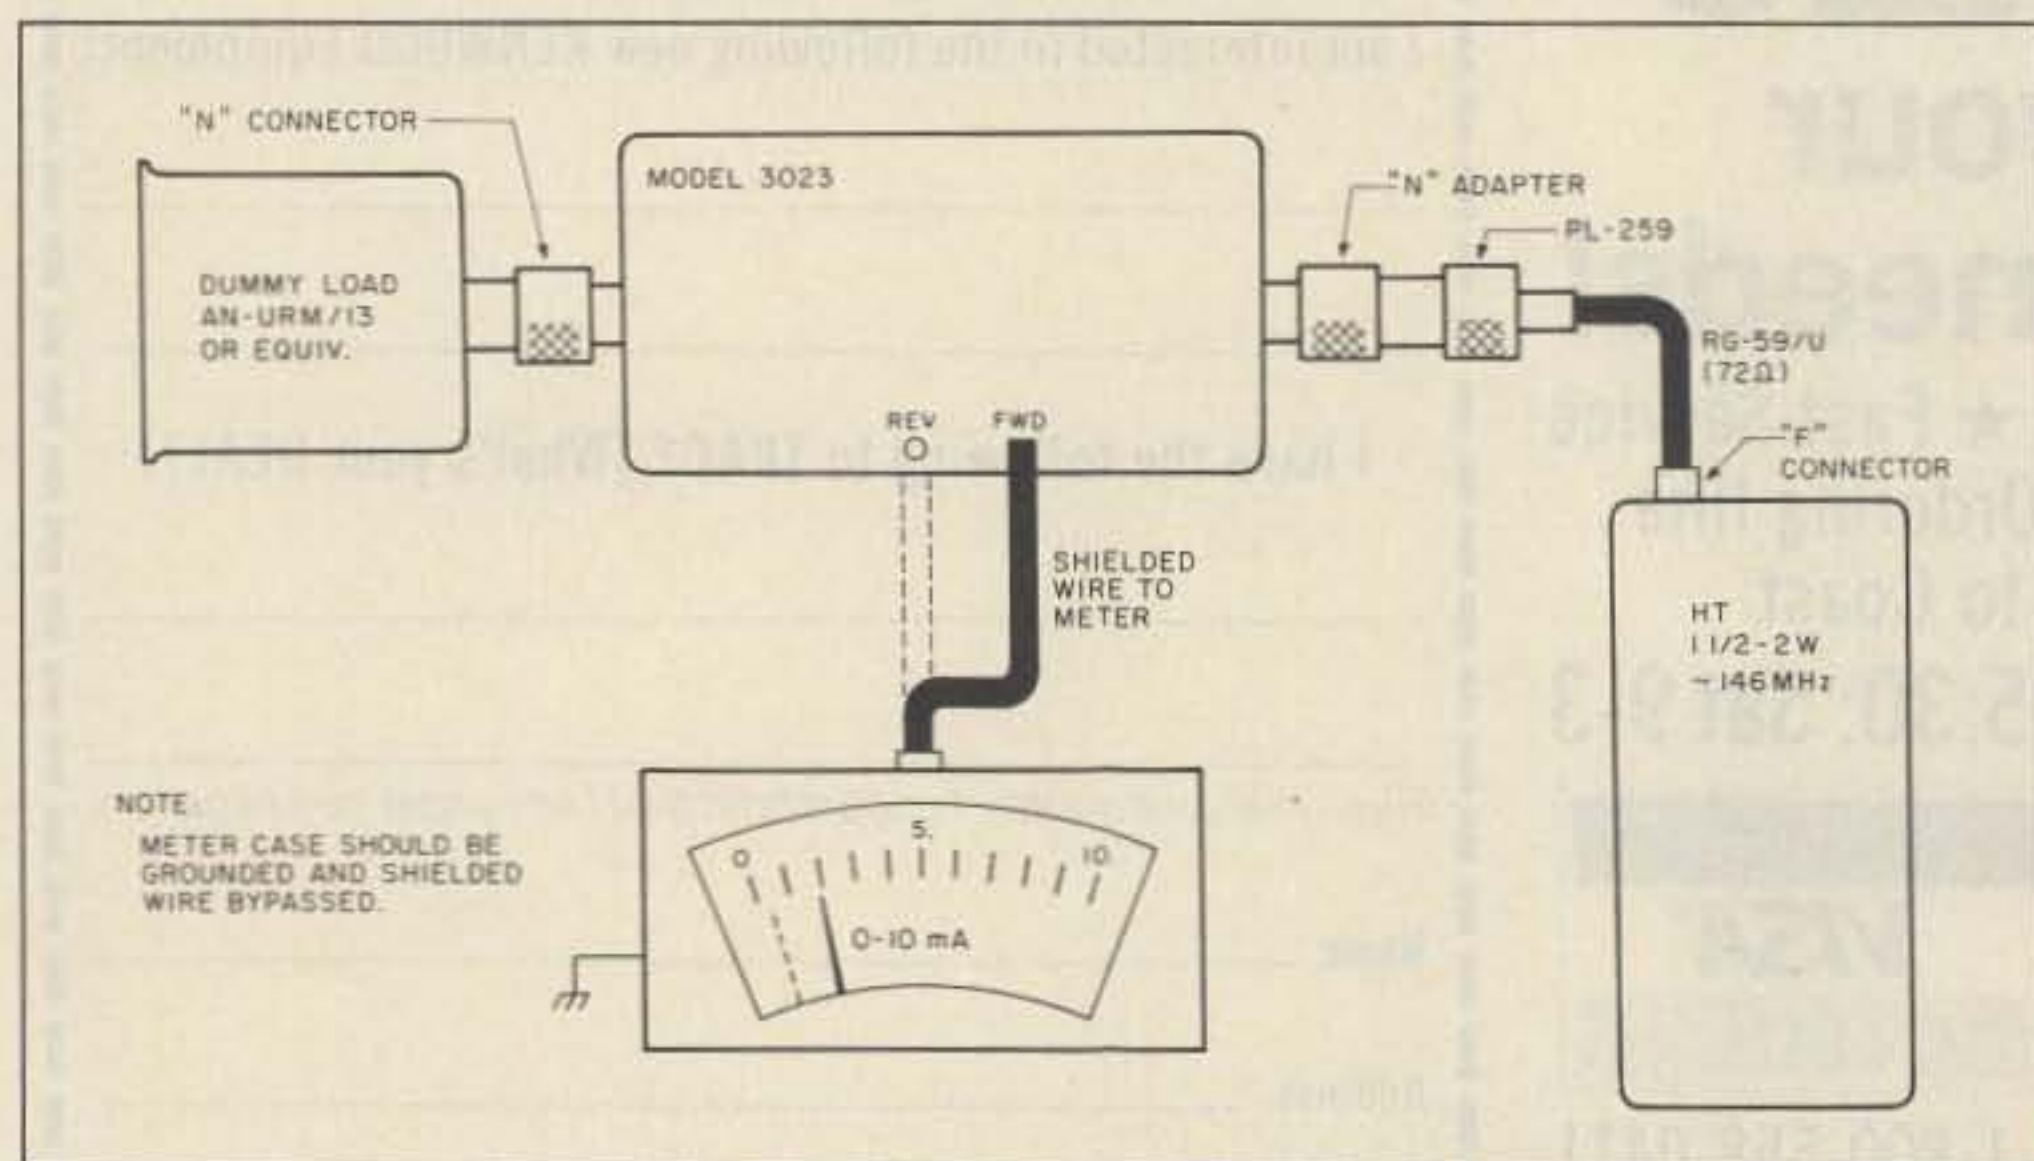 "N" CONNECTOR
MODEL 3023
"N" ADAPTER
PL-259
DUMMY LOAD
AN-URM/13
OR EQUIV.
RG-59/U
(72Ω)
REV FWD
"F"
CONNECTOR
SHIELDED
WIRE TO
METER
HT
1 1/2-2W
~146MHz
NOTE:
METER CASE SHOULD BE
GROUNDED AND SHIELDED
WIRE BYPASSED.
0 5. 10
0-10 mA